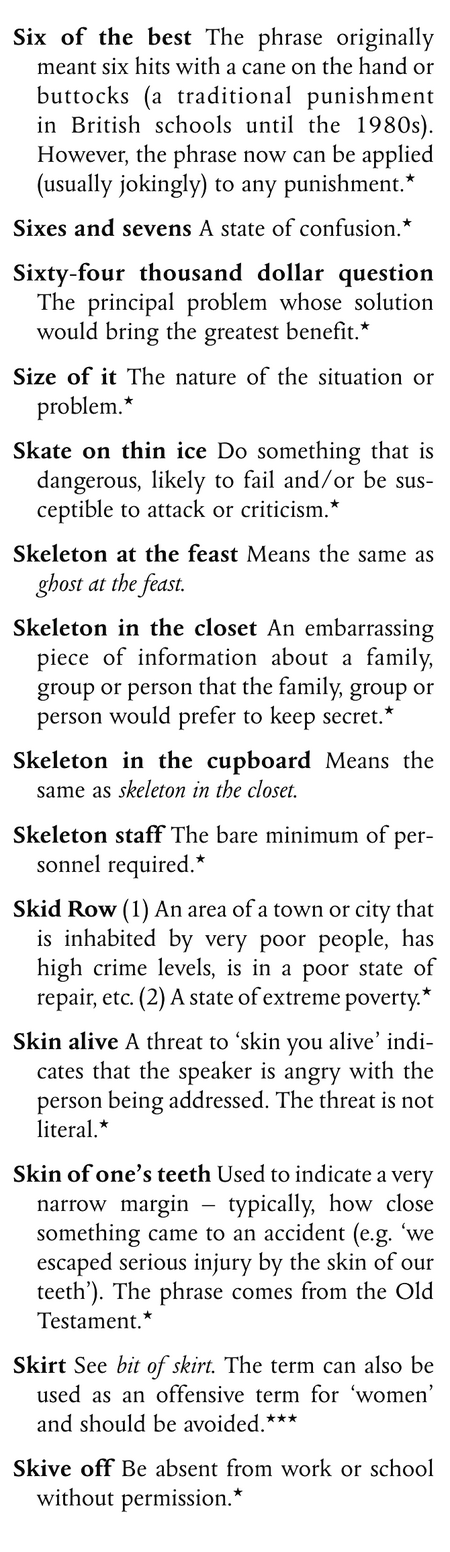 Six of the best The phrase originally
meant six hits with a cane on the hand or
buttocks (a traditional punishment
in British schools until the 1980s).
However, the phrase now can be applied
(usually jokingly) to any punishment.★
Sixes and sevens A state of confusion.★
Sixty-four thousand dollar question
The principal problem whose solution
would bring the greatest benefit.★
Size of it The nature of the situation or
problem.★
Skate on thin ice Do something that is
dangerous, likely to fail and/or be sus-
ceptible to attack or criticism.★
Skeleton at the feast Means the same as
ghost at the feast.
Skeleton in the closet An embarrassing
piece of information about a family,
group or person that the family, group or
person would prefer to keep secret.★
Skeleton in the cupboard Means the
same as skeleton in the closet.
Skeleton staff The bare minimum of per-
sonnel required.★
Skid Row (1) An area of a town or city that
is inhabited by very poor people, has
high crime levels, is in a poor state of
repair, etc. (2) A state of extreme poverty.★
Skin alive A threat to ‘skin you alive’ indi-
cates that the speaker is angry with the
person being addressed. The threat is not
literal.★
Skin of one’s teeth Used to indicate a very
narrow margin – typically, how close
something came to an accident (e.g. ‘we
escaped serious injury by the skin of our
teeth’). The phrase comes from the Old
Testament.★
Skirt See bit of skirt. The term can also be
used as an offensive term for ‘women’
and should be avoided.★★★
Skive off Be absent from work or school
without permission.★